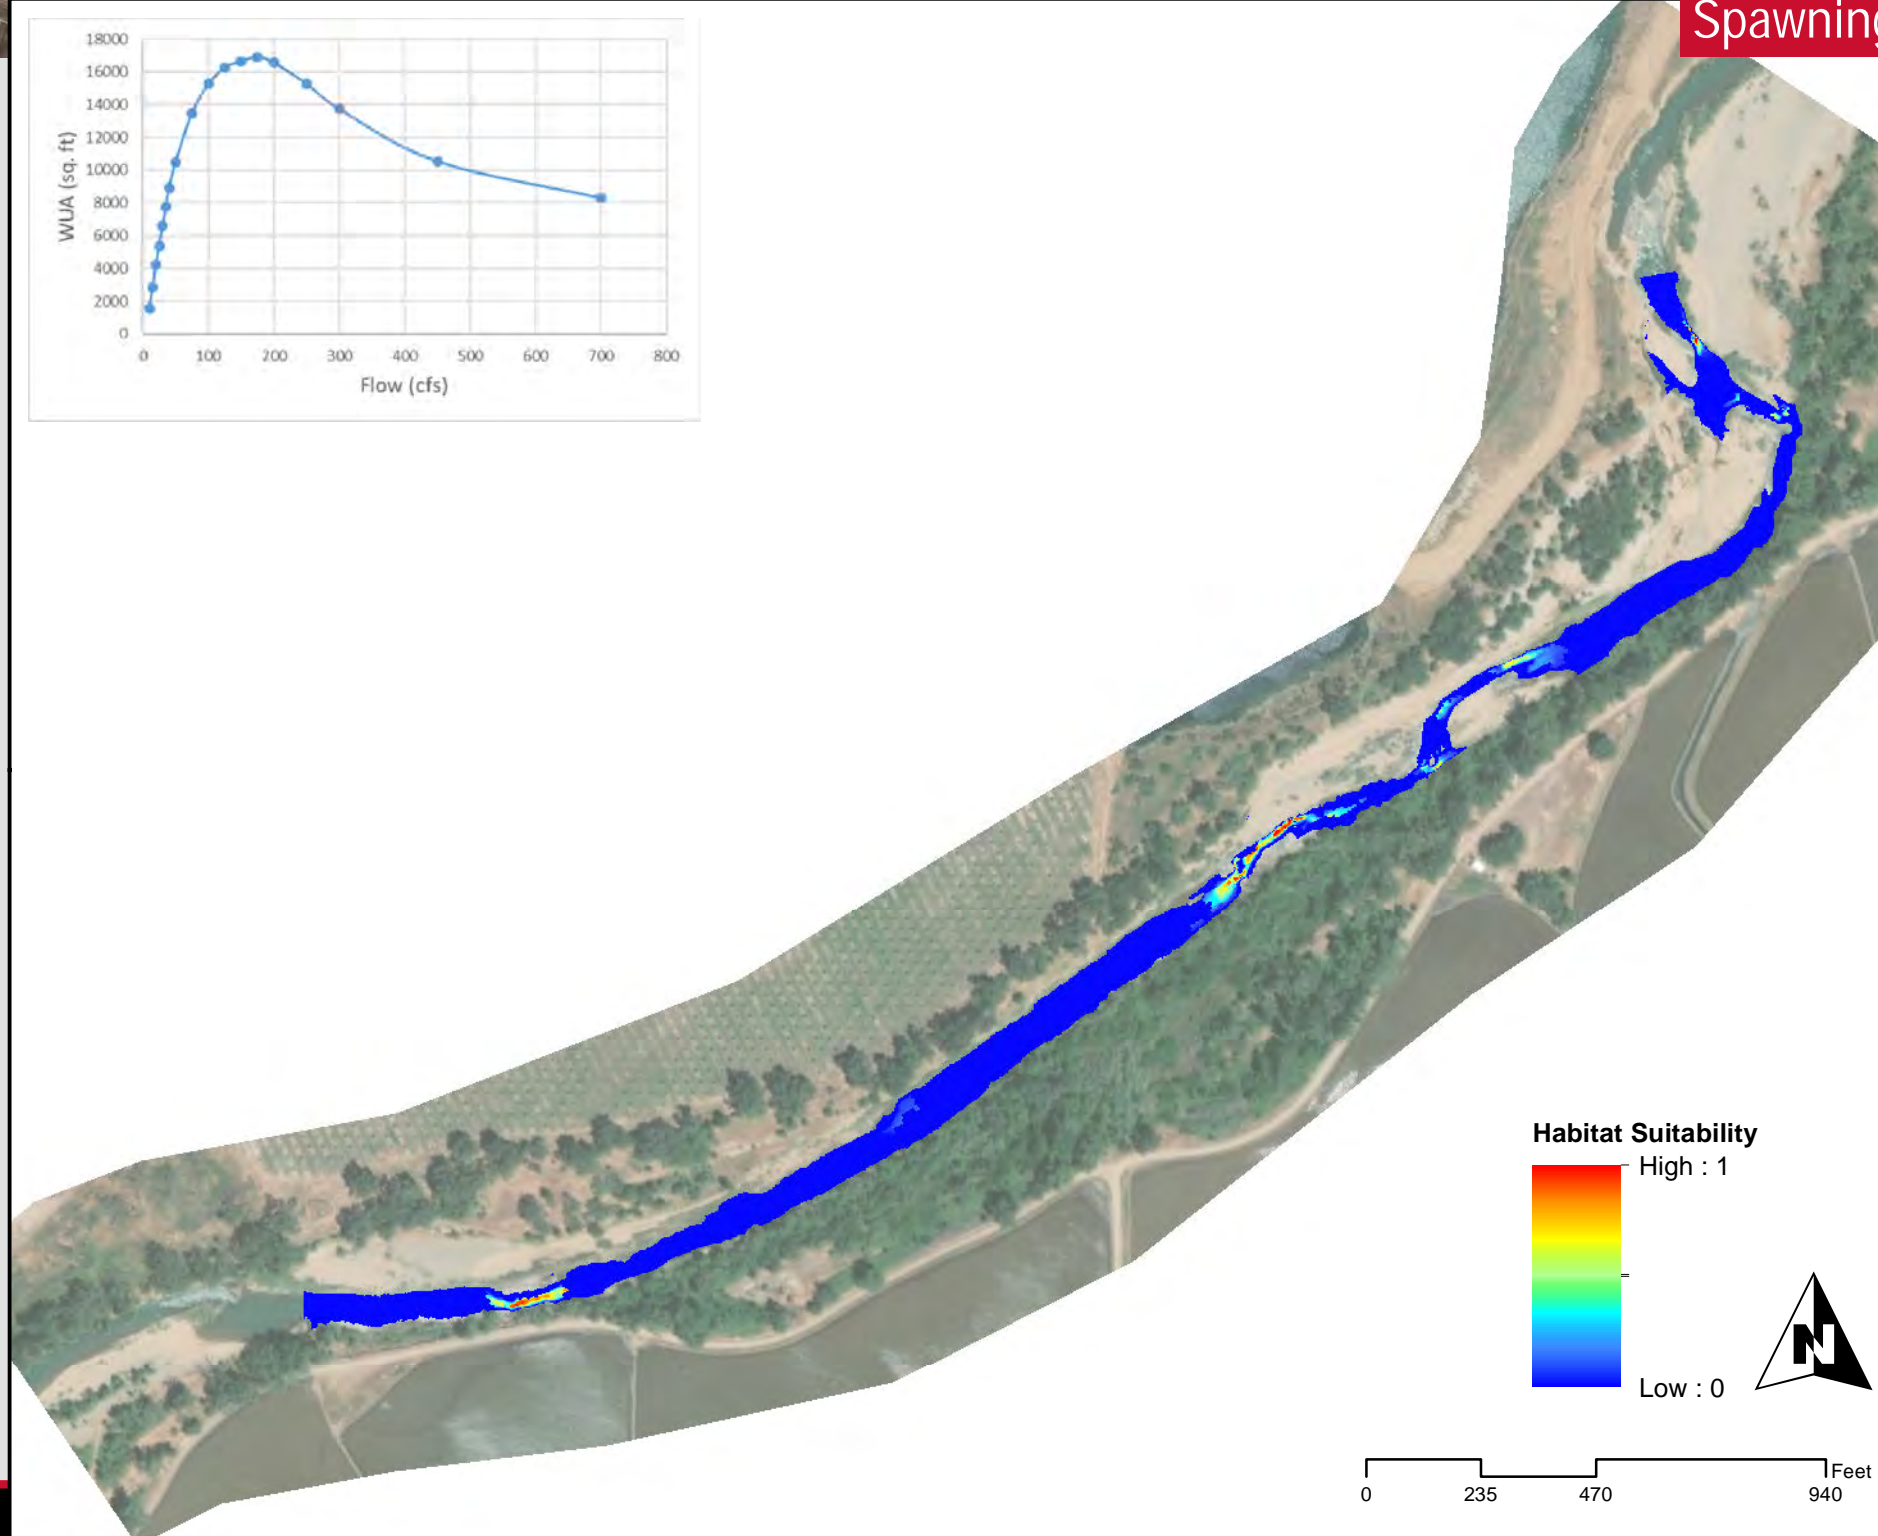 Spawning
18000
16000
14000
12000
10000
8000
6000
4000
2000
0
WUA (sq. ft)
0 100 200 300 400 500 600 700 800
Flow (cfs)
Habitat Suitability
High : 1
Low : 0
N
Feet
0 235 470 940